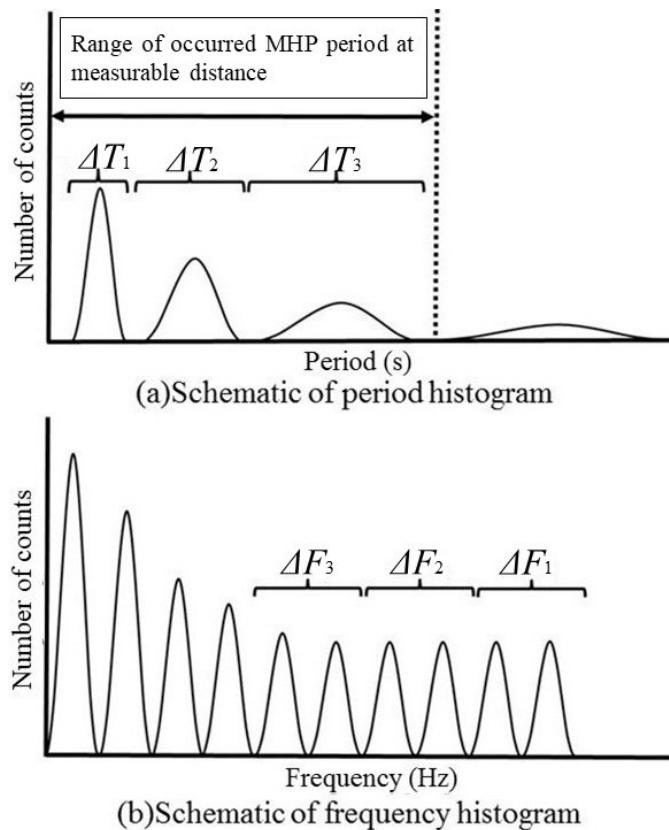 Range of occurred MHP period at
measurable distance
ΔT1 ΔT2 ΔT3
Number of counts
Period (s)
(a)Schematic of period histogram
ΔF3 ΔF2 ΔF1
Number of counts
Frequency (Hz)
(b)Schematic of frequency histogram